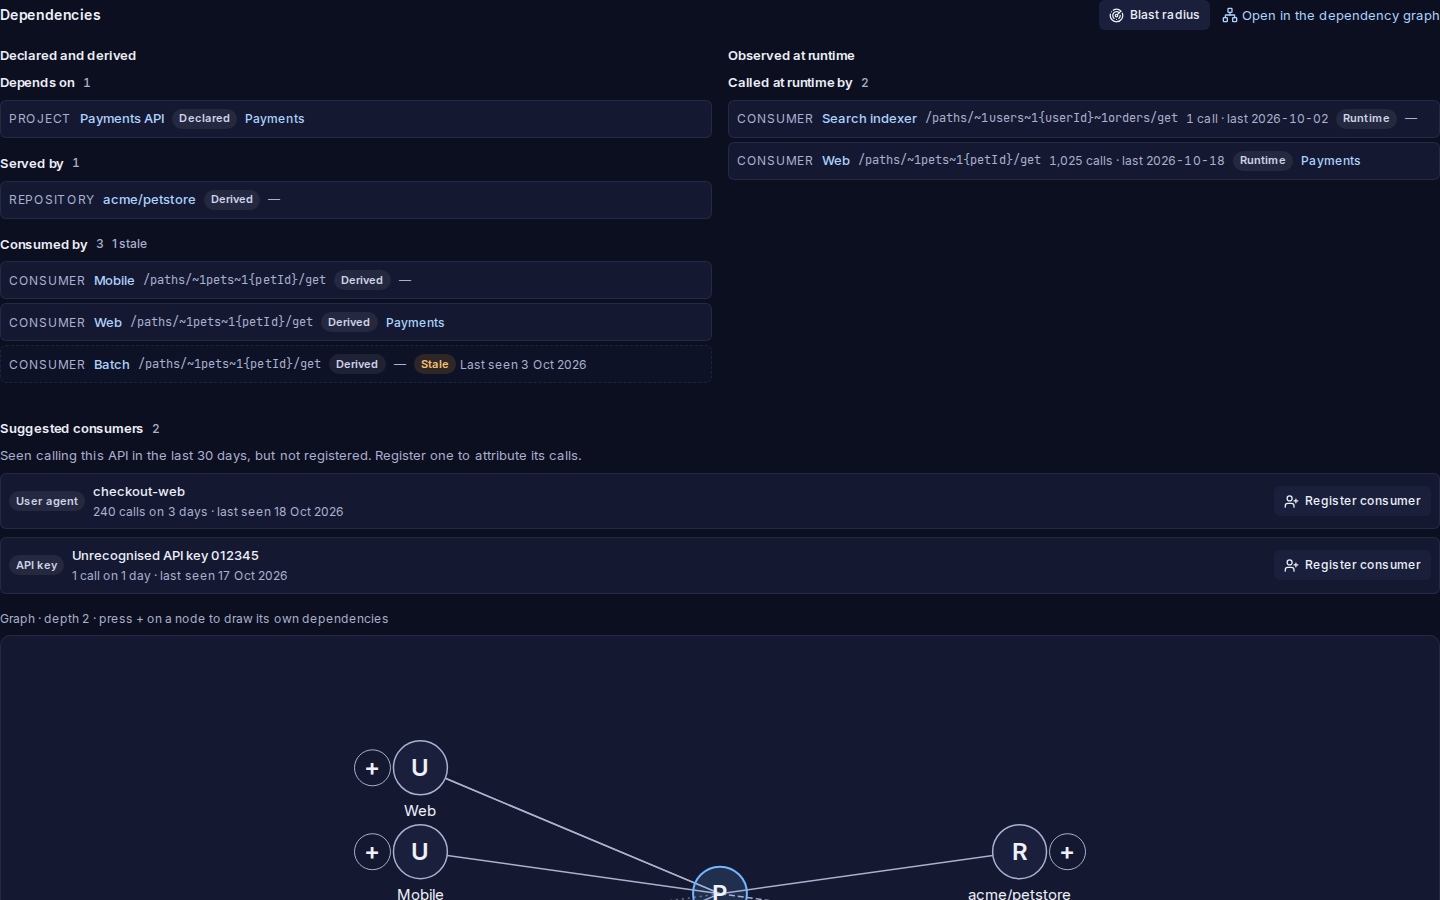 Dependencies
Blast radius
Open in the dependency graph
Declared and derived
Depends on 1
PROJECT Payments API Declared Payments
Served by 1
REPOSITORY acme/petstore Derived —
Consumed by 3 1 stale
CONSUMER Mobile /paths/~1pets~1{petId}/get Derived —
CONSUMER Web /paths/~1pets~1{petId}/get Derived Payments
CONSUMER Batch /paths/~1pets~1{petId}/get Derived — Stale Last seen 3 Oct 2026
Observed at runtime
Called at runtime by 2
CONSUMER Search indexer /paths/~1users~1{userId}~1orders/get 1 call · last 2026-10-02 Runtime —
CONSUMER Web /paths/~1pets~1{petId}/get 1,025 calls · last 2026-10-18 Runtime Payments
Suggested consumers 2
Seen calling this API in the last 30 days, but not registered. Register one to attribute its calls.
User agent
checkout-web
240 calls on 3 days · last seen 18 Oct 2026
Register consumer
API key
Unrecognised API key 012345
1 call on 1 day · last seen 17 Oct 2026
Register consumer
Graph · depth 2 · press + on a node to draw its own dependencies
+ U
Web
+ U
Mobile
P
R +
acme/petstore